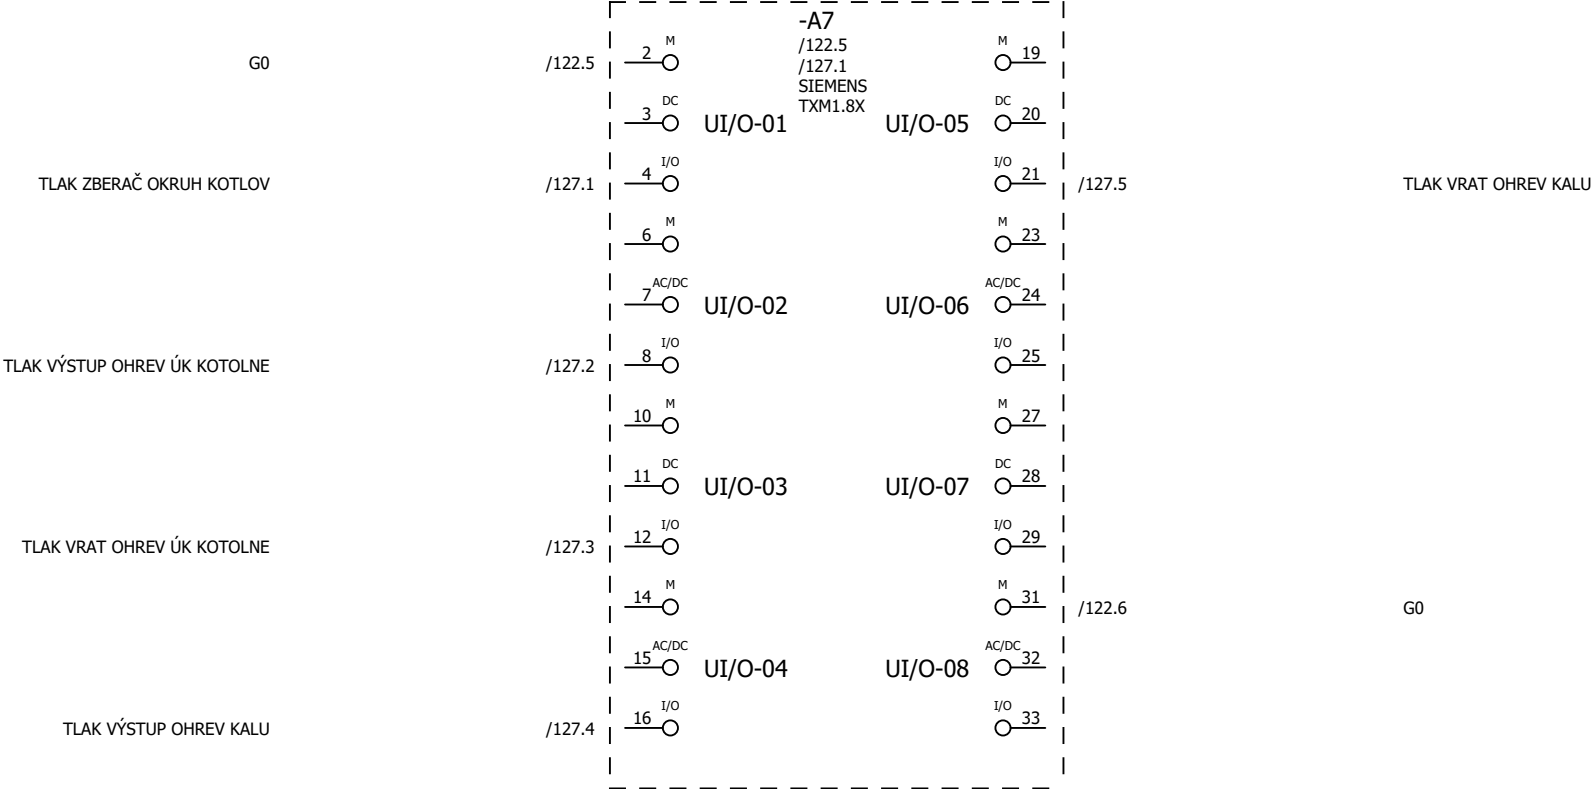 -A7
/122.5
/127.1
SIEMENS
TXM1.8X
G0 /122.5 2 M M 19
3 DC UI/O-01 UI/O-05 DC 20
TLAK ZBERAČ OKRUH KOTLOV /127.1 4 I/O I/O 21 /127.5 TLAK VRAT OHREV KALU
6 M M 23
7 AC/DC UI/O-02 UI/O-06 AC/DC 24
TLAK VÝSTUP OHREV ÚK KOTOLNE /127.2 8 I/O I/O 25
10 M M 27
11 DC UI/O-03 UI/O-07 DC 28
TLAK VRAT OHREV ÚK KOTOLNE /127.3 12 I/O I/O 29
14 M M 31 /122.6 G0
15 AC/DC UI/O-04 UI/O-08 AC/DC 32
TLAK VÝSTUP OHREV KALU /127.4 16 I/O I/O 33